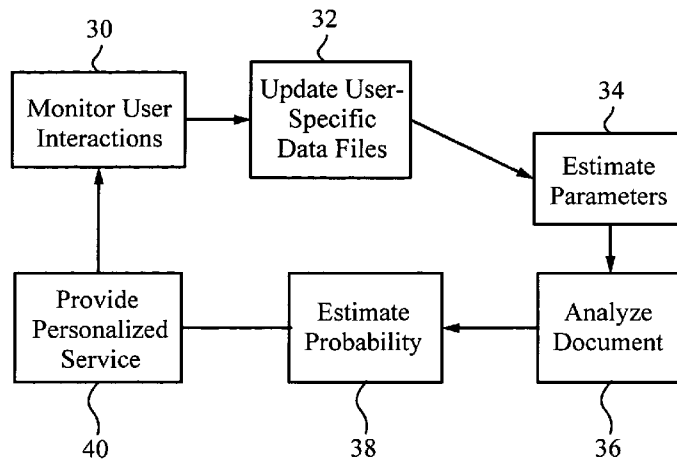 30
Monitor User
Interactions
32
Update User-
Specific
Data Files
34
Estimate
Parameters
Analyze
Document
36
Estimate
Probability
38
Provide
Personalized
Service
40